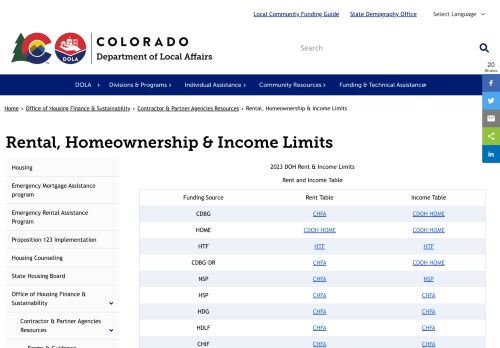 Local Community Funding Guide State Demography Office Select Language
COLORADO
Department of Local Affairs
DOLA
Search
20
Shares
DOLA Divisions & Programs Individual Assistance Community Resources Funding & Technical Assistance
Home › Office of Housing Finance & Sustainability › Contractor & Partner Agencies Resources › Rental, Homeownership & Income Limits
Rental, Homeownership & Income Limits
Housing
Emergency Mortgage Assistance
program
Emergency Rental Assistance
Program
Proposition 123 Implementation
Housing Counseling
State Housing Board
Office of Housing Finance &
Sustainability
Contractor & Partner Agencies
Resources
Forms & Guidance
2023 DOH Rent & Income Limits
Rent and Income Table
Funding Source Rent Table Income Table
CDBG CHFA CDOH HOME
HOME CDOH HOME CDOH HOME
HTF HTF HTF
CDBG-DR CHFA CDOH HOME
NSP CHFA NSP
HSP CHFA CHFA
HDG CHFA CHFA
HDLF CHFA CHFA
CHIF CHFA CHFA